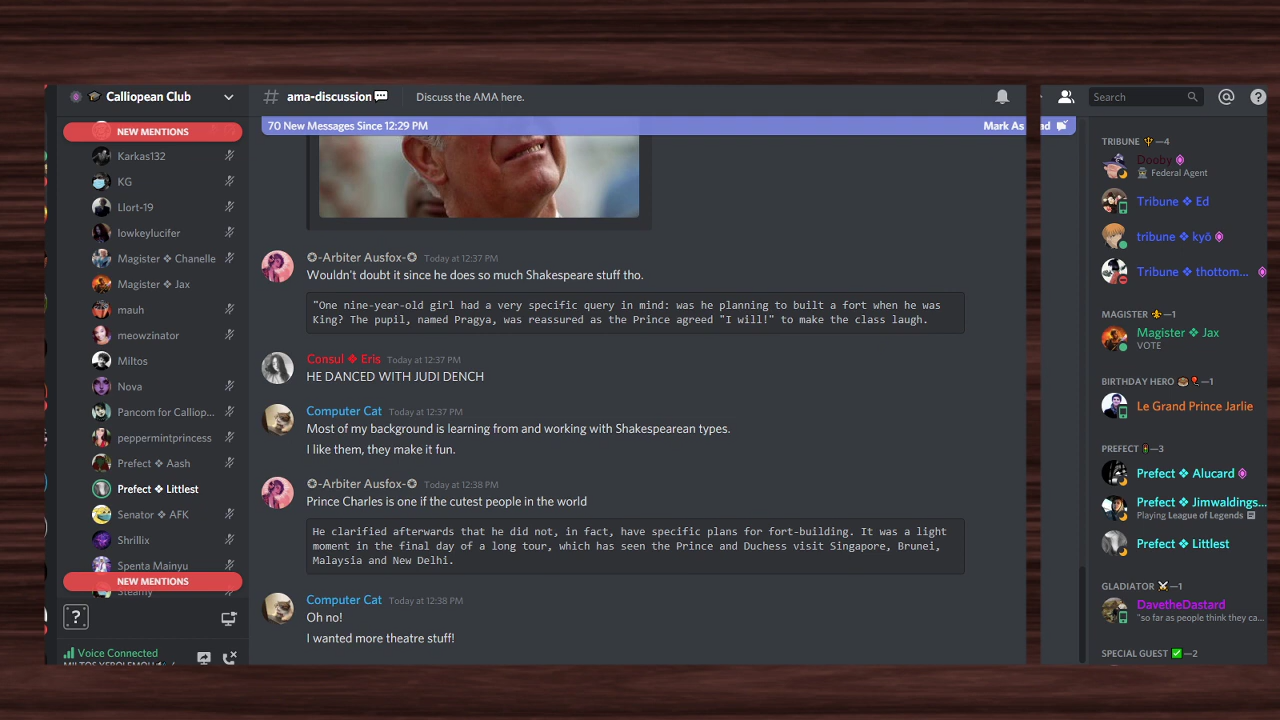 Calliopean Club
# ama-discussion
Discuss the AMA here.
Search
NEW MENTIONS
Karkas132
KG
Llort-19
lowkeylucifer
Magister ❖ Chanelle
Magister ❖ Jax
mauh
meowzinator
Miltos
Nova
Pancom for Calliop...
peppermintprincess
Prefect ❖ Aash
Prefect ❖ Littlest
Senator ❖ AFK
Shrillix
Spenta Mainyu
NEW MENTIONS
Steamy
Voice Connected
70 New Messages Since 12:29 PM
Mark As
ad
✪-Arbiter Ausfox-✪ Today at 12:37 PM
Wouldn't doubt it since he does so much Shakespeare stuff tho.
"One nine-year-old girl had a very specific query in mind: was he planning to built a fort when he was
King? The pupil, named Pragya, was reassured as the Prince agreed "I will!" to make the class laugh.
Consul ❖ Eris Today at 12:37 PM
HE DANCED WITH JUDI DENCH
Computer Cat Today at 12:37 PM
Most of my background is learning from and working with Shakespearean types.
I like them, they make it fun.
✪-Arbiter Ausfox-✪ Today at 12:38 PM
Prince Charles is one if the cutest people in the world
He clarified afterwards that he did not, in fact, have specific plans for fort-building. It was a light
moment in the final day of a long tour, which has seen the Prince and Duchess visit Singapore, Brunei,
Malaysia and New Delhi.
Computer Cat Today at 12:38 PM
Oh no!
I wanted more theatre stuff!
TRIBUNE 🔱—4
Dooby
Federal Agent
Tribune ❖ Ed
tribune ❖ kyō
Tribune ❖ thottom...
MAGISTER ⚜—1
Magister ❖ Jax
VOTE
BIRTHDAY HERO —1
Le Grand Prince Jarlie
PREFECT —3
Prefect ❖ Alucard
Prefect ❖ Jimwaldings...
Playing League of Legends
Prefect ❖ Littlest
GLADIATOR ⚔—1
DavetheDastard
"so far as people think they ca...
SPECIAL GUEST ✅—2